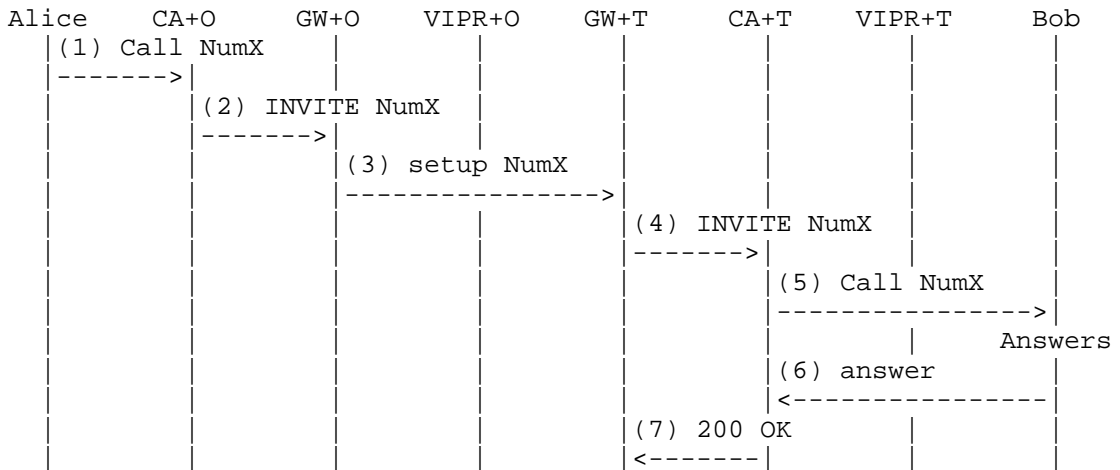 Alice CA+O GW+O VIPR+O GW+T CA+T VIPR+T Bob
(1) Call NumX
(2) INVITE NumX
(3) setup NumX
(4) INVITE NumX
(5) Call NumX
Answers
(6) answer
(7) 200 OK